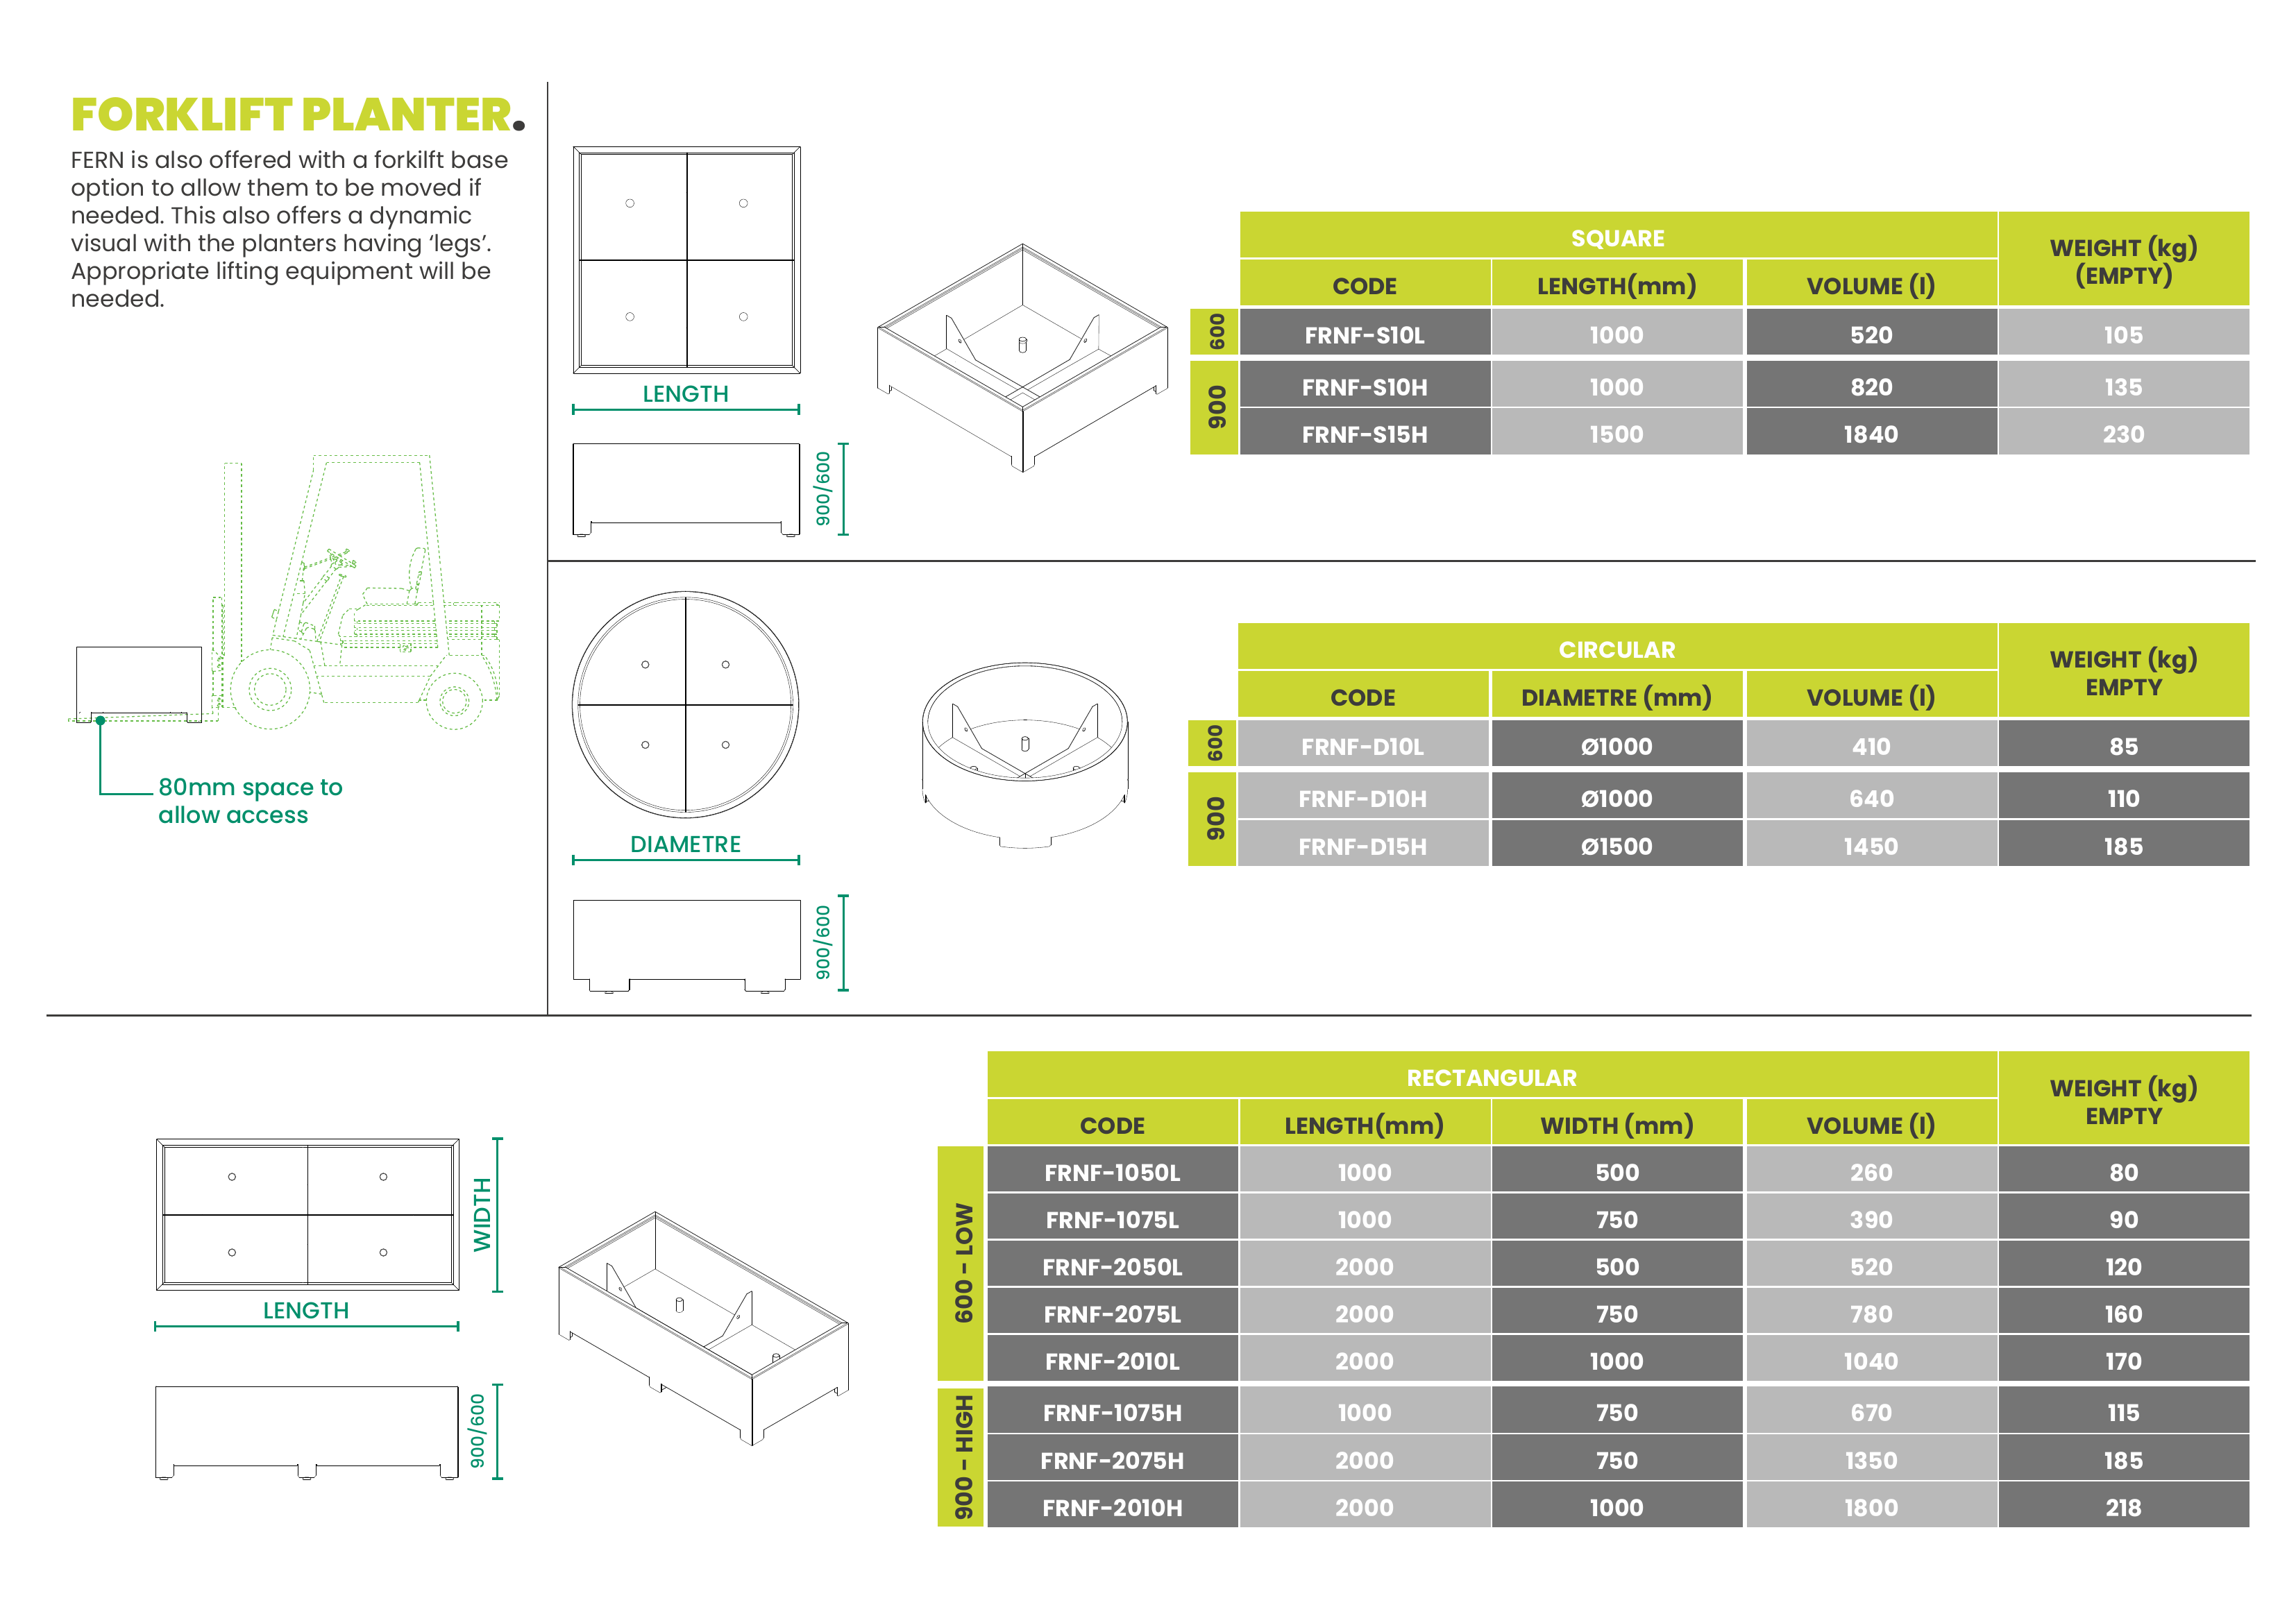 FORKLIFT PLANTER.
FERN is also offered with a forkilft base
option to allow them to be moved if
needed. This also offers a dynamic
visual with the planters having ‘legs’.
Appropriate lifting equipment will be
needed.
80mm space to
allow access
LENGTH
900/600
SQUARE
WEIGHT (kg)
(EMPTY)
CODE LENGTH(mm) VOLUME (l)
600
FRNF-S10L 1000 520 105
900
FRNF-S10H 1000 820 135
FRNF-S15H 1500 1840 230
DIAMETRE
900/600
CIRCULAR
WEIGHT (kg)
EMPTY
CODE DIAMETRE (mm) VOLUME (l)
600
FRNF-D10L Ø1000 410 85
900
FRNF-D10H Ø1000 640 110
FRNF-D15H Ø1500 1450 185
WIDTH
LENGTH
900/600
RECTANGULAR
WEIGHT (kg)
EMPTY
CODE LENGTH(mm) WIDTH (mm) VOLUME (l)
600 - LOW
FRNF-1050L 1000 500 260 80
FRNF-1075L 1000 750 390 90
FRNF-2050L 2000 500 520 120
FRNF-2075L 2000 750 780 160
FRNF-2010L 2000 1000 1040 170
900 - HIGH
FRNF-1075H 1000 750 670 115
FRNF-2075H 2000 750 1350 185
FRNF-2010H 2000 1000 1800 218